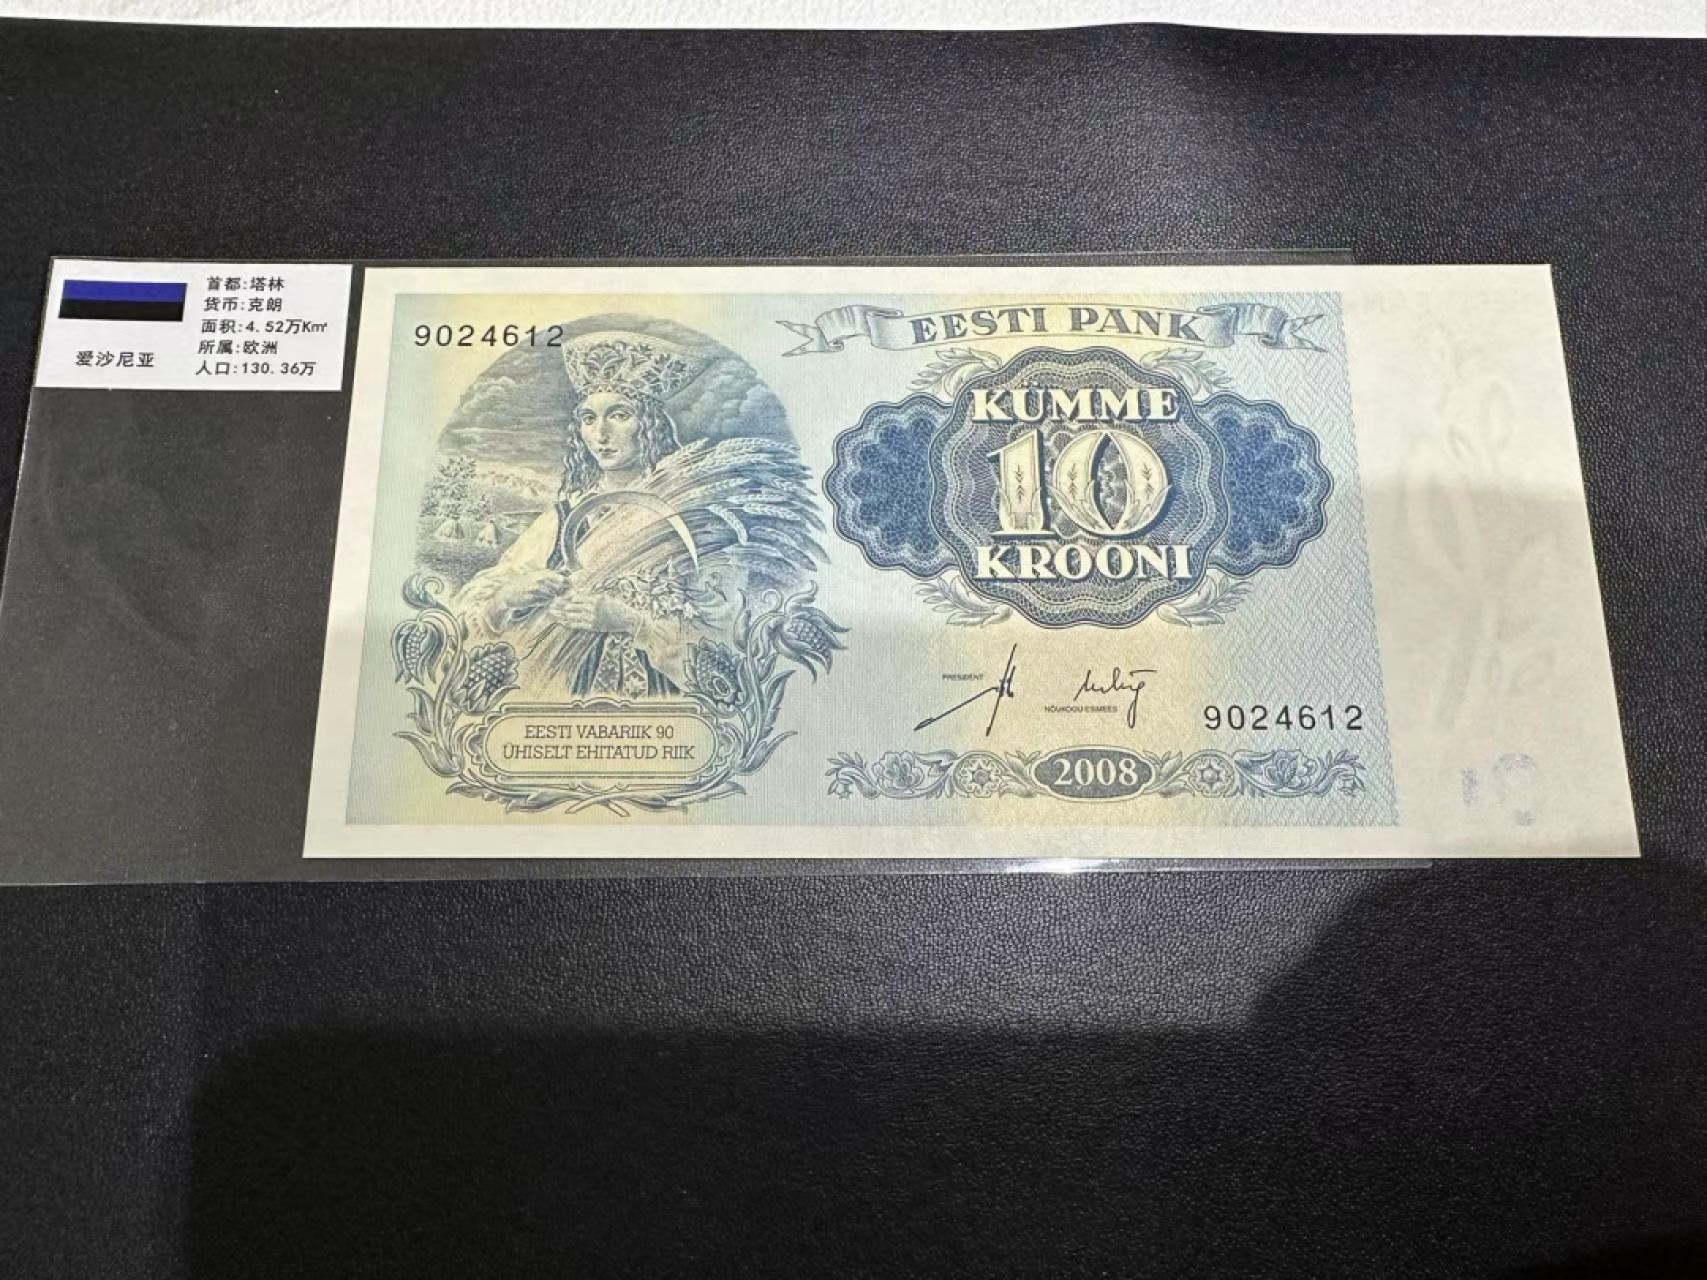 首都:塔林
货币:克朗
面积:4.52万Km²
所属:欧洲
人口:130.36万
爱沙尼亚
9024612
EESTI PANK
KÜMME
10
KROONI
PRESIDENT
NÕUKOGU ESIMEES
9024612
EESTI VABARIIK 90
ÜHISELT EHITATUD RIIK
2008